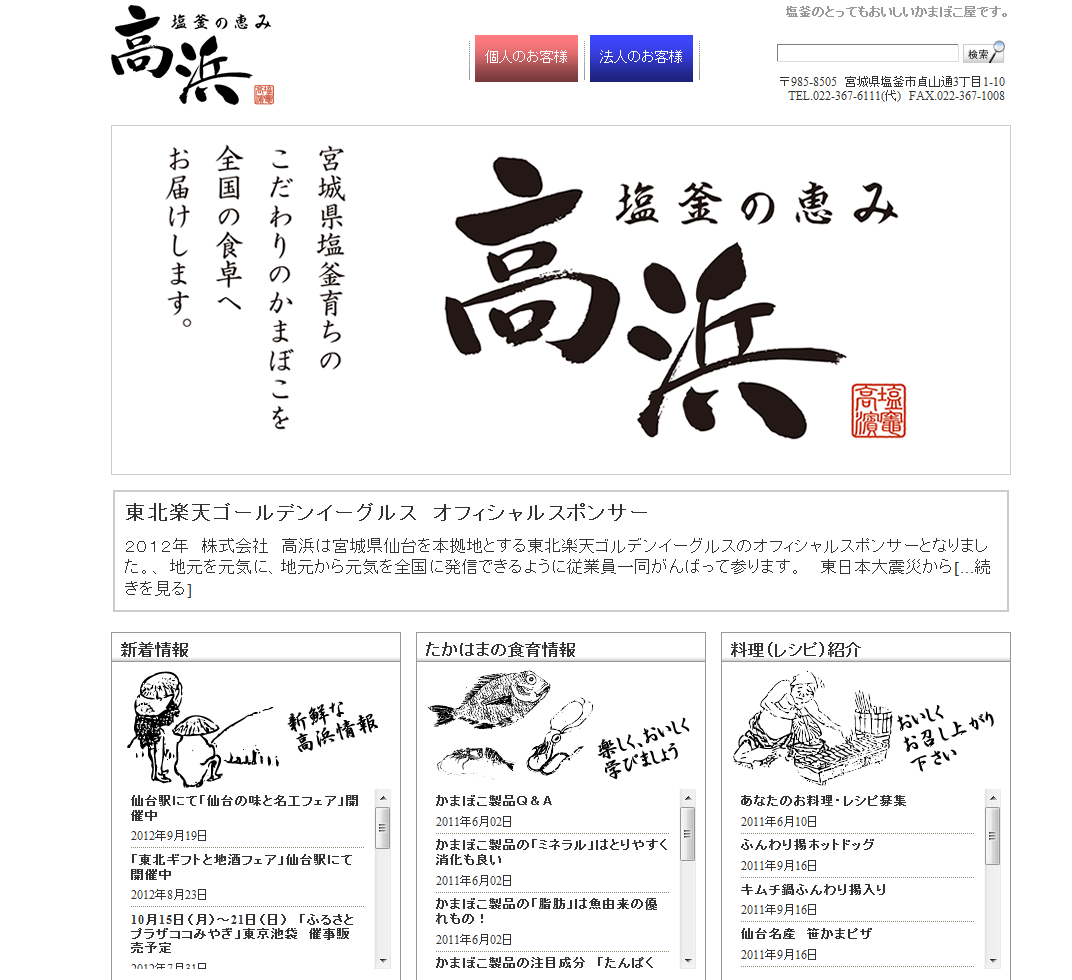 塩釜の恵み
高浜
塩竈
高濱
個人のお客様
法人のお客様
塩釜のとってもおいしいかまぼこ屋です。
検索
〒985-8505 宮城県塩釜市貞山通3丁目1-10
TEL.022-367-6111(代) FAX.022-367-1008
宮城県塩釜育ちの
こだわりのかまぼこを
全国の食卓へ
お届けします。
塩釜の恵み
高浜
塩竈
高濱
東北楽天ゴールデンイーグルス オフィシャルスポンサー
２０１２年 株式会社 高浜は宮城県仙台を本拠地とする東北楽天ゴルデンイーグルスのオフィシャルスポンサーとなりまし
た。、 地元を元気に、地元から元気を全国に発信できるように従業員一同がんばって参ります。 東日本大震災から[...続
きを見る]
新着情報
新鮮な
高浜情報
仙台駅にて「仙台の味と名工フェア」開
催中
2012年9月19日
「東北ギフトと地酒フェア」仙台駅にて
開催中
2012年8月23日
10月15日（月）～21日（日） 「ふるさと
プラザココみやぎ」東京池袋 催事販
売予定
2012年7月31日
たかはまの食育情報
楽しく、おいしく
学びましょう
かまぼこ製品Ｑ＆Ａ
2011年6月02日
かまぼこ製品の「ミネラル」はとりやすく
消化も良い
2011年6月02日
かまぼこ製品の「脂肪」は魚由来の優
れもの！
2011年6月02日
かまぼこ製品の注目成分 「たんぱく
料理（レシピ）紹介
おいしく
お召し上がり
下さい
あなたのお料理・レシピ募集
2011年6月10日
ふんわり揚ホットドッグ
2011年9月16日
キムチ鍋ふんわり揚入り
2011年9月16日
仙台名産 笹かまピザ
2011年9月16日